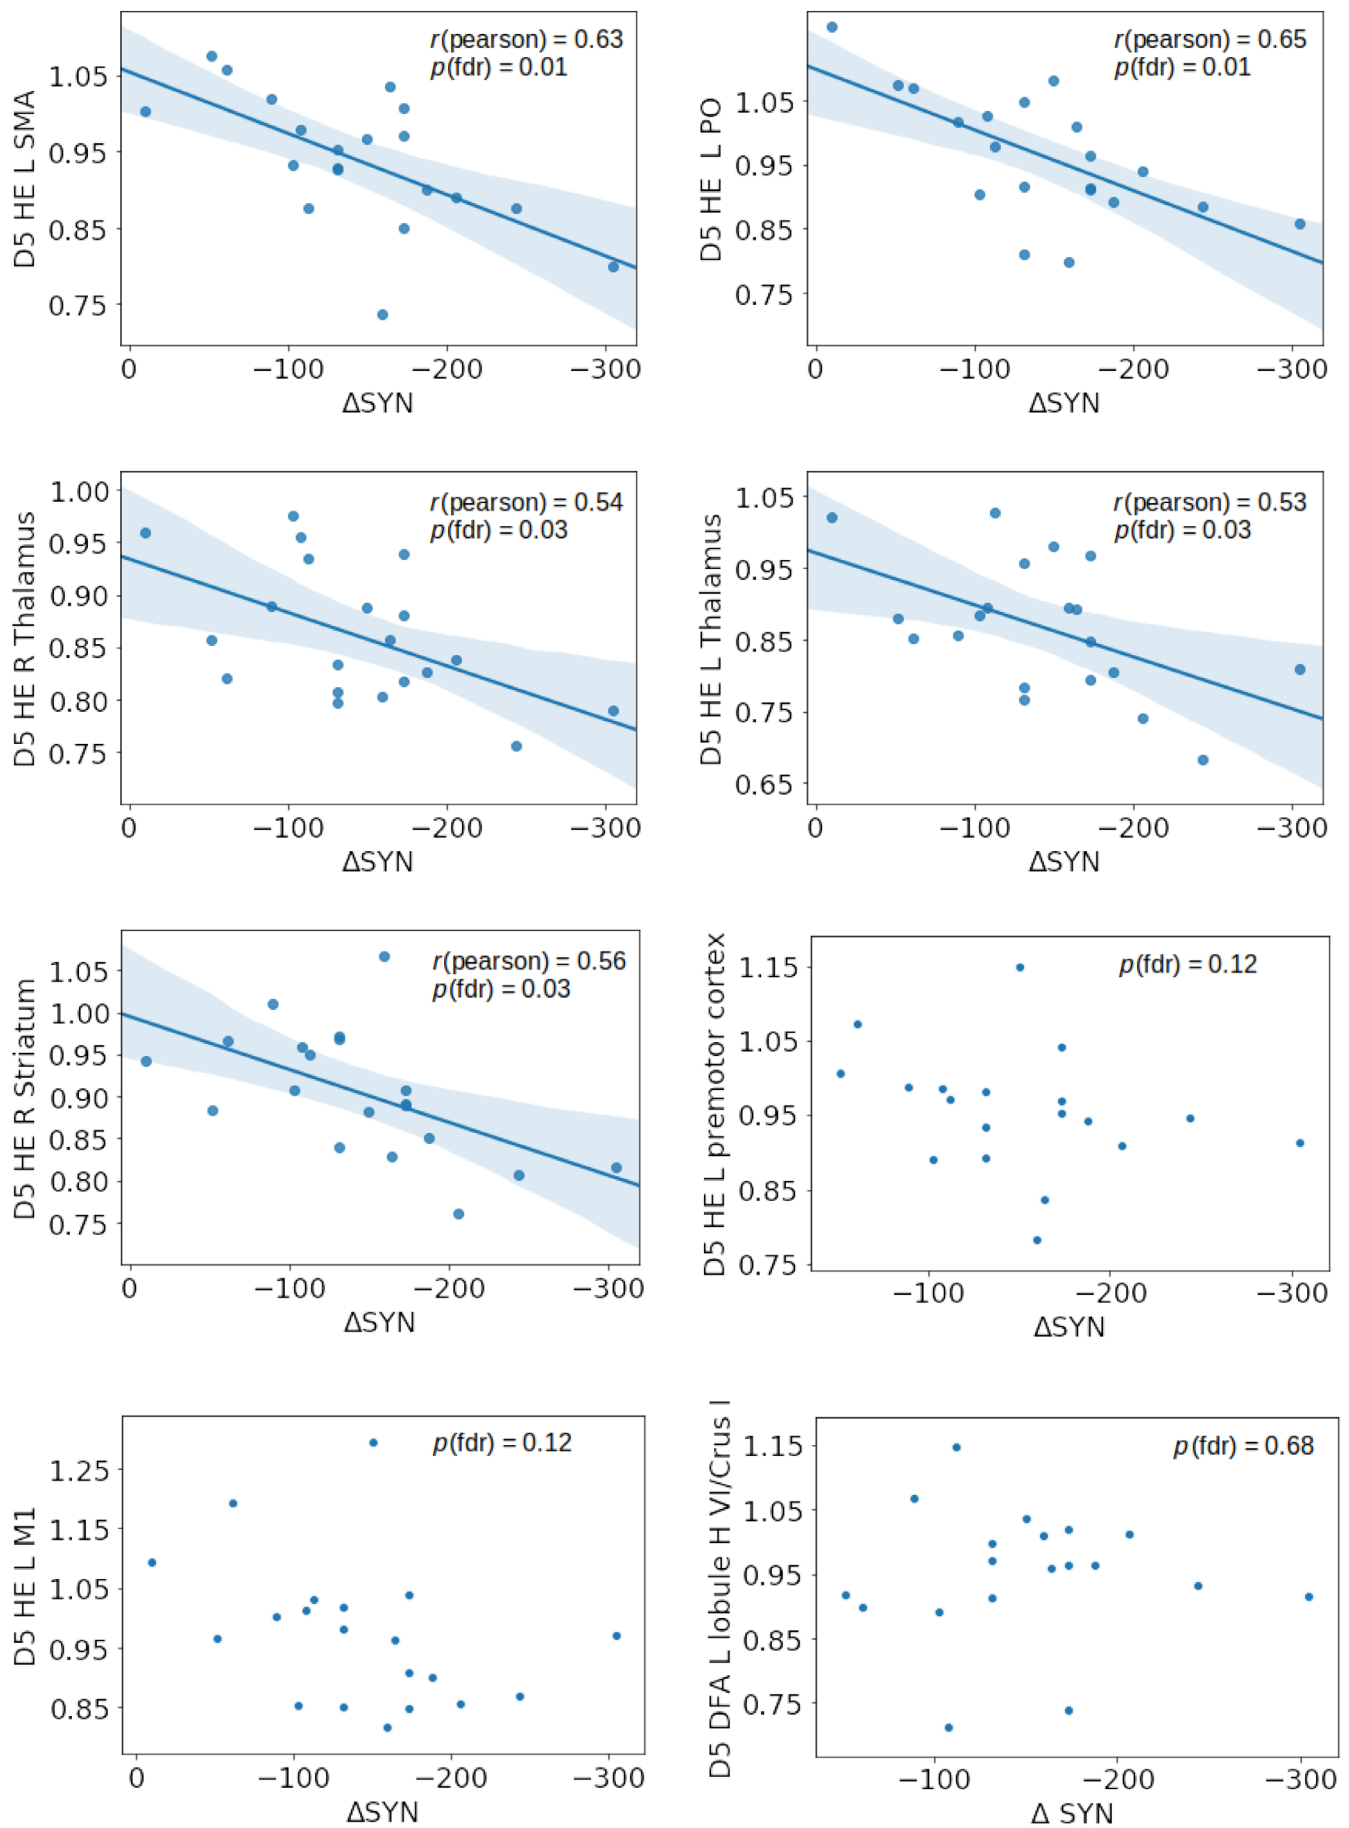 r(pearson) = 0.63
p(fdr) = 0.01
D5 HE L SMA
1.05
0.95
0.85
0.75
0 −100 −200 −300
ΔSYN
r(pearson) = 0.65
p(fdr) = 0.01
D5 HE L PO
1.05
0.95
0.85
0.75
0 −100 −200 −300
ΔSYN
r(pearson) = 0.54
p(fdr) = 0.03
D5 HE R Thalamus
1.00
0.95
0.90
0.85
0.80
0.75
0 −100 −200 −300
ΔSYN
r(pearson) = 0.53
p(fdr) = 0.03
D5 HE L Thalamus
1.05
0.95
0.85
0.75
0.65
0 −100 −200 −300
ΔSYN
r(pearson) = 0.56
p(fdr) = 0.03
D5 HE R Striatum
1.05
1.00
0.95
0.90
0.85
0.80
0.75
0 −100 −200 −300
ΔSYN
p(fdr) = 0.12
D5 HE L premotor cortex
1.15
1.05
0.95
0.85
0.75
−100 −200 −300
ΔSYN
p(fdr) = 0.12
D5 HE L M1
1.25
1.15
1.05
0.95
0.85
0 −100 −200 −300
ΔSYN
p(fdr) = 0.68
D5 DFA L lobule H VI/Crus I
1.15
1.05
0.95
0.85
0.75
−100 −200 −300
Δ SYN